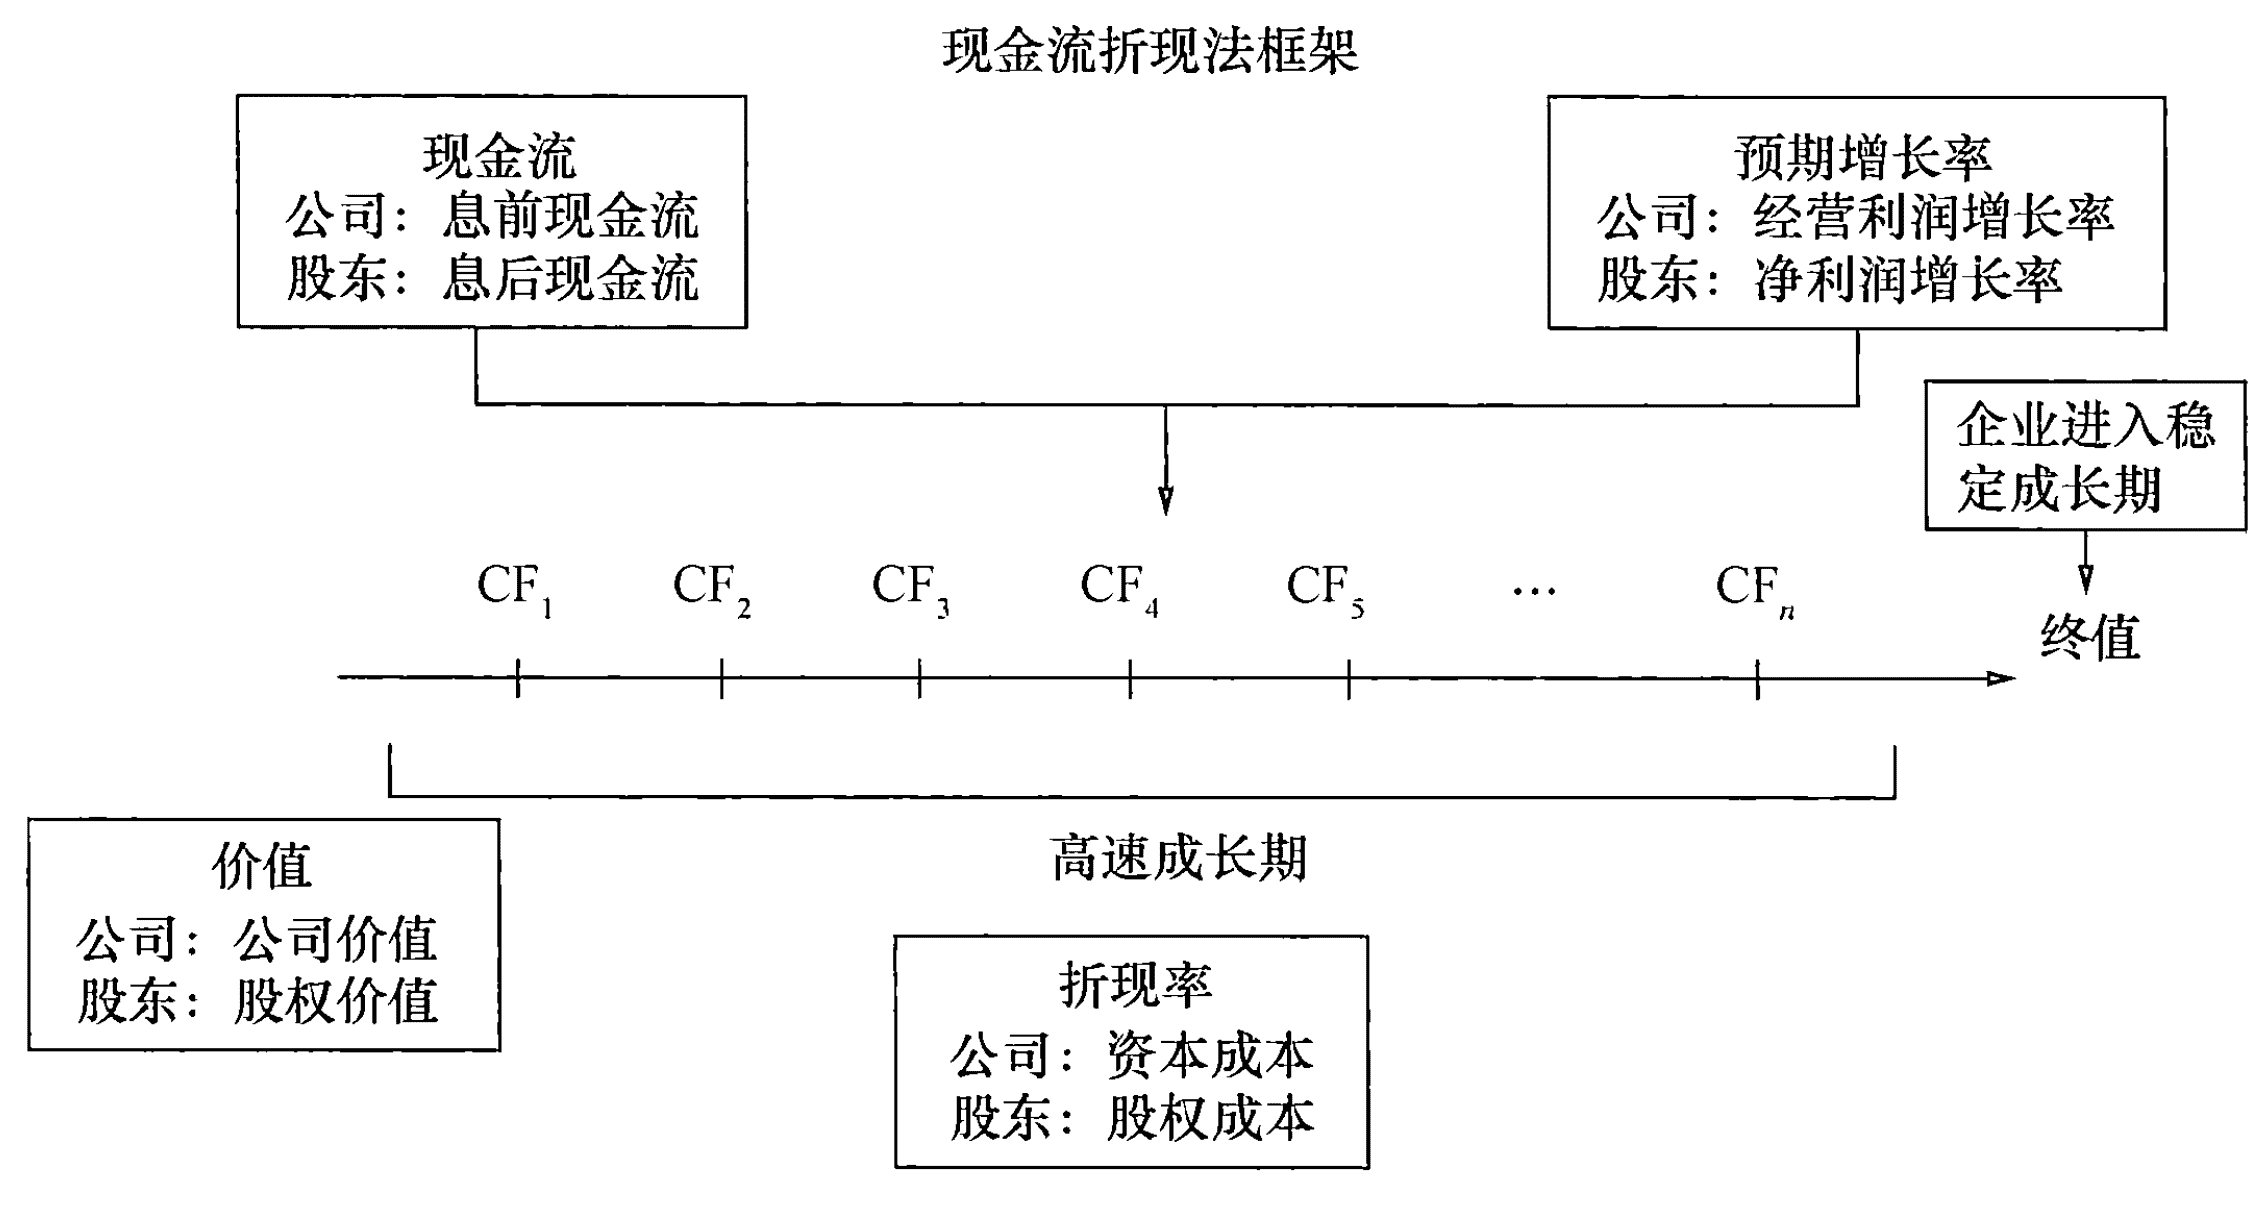 现金流折现法框架
现金流
公司：息前现金流
股东：息后现金流
预期增长率
公司：经营利润增长率
股东：净利润增长率
企业进入稳
定成长期
CF₁ CF₂ CF₃ CF₄ CF₅ … CFₙ
终值
高速成长期
价值
公司：公司价值
股东：股权价值
折现率
公司：资本成本
股东：股权成本